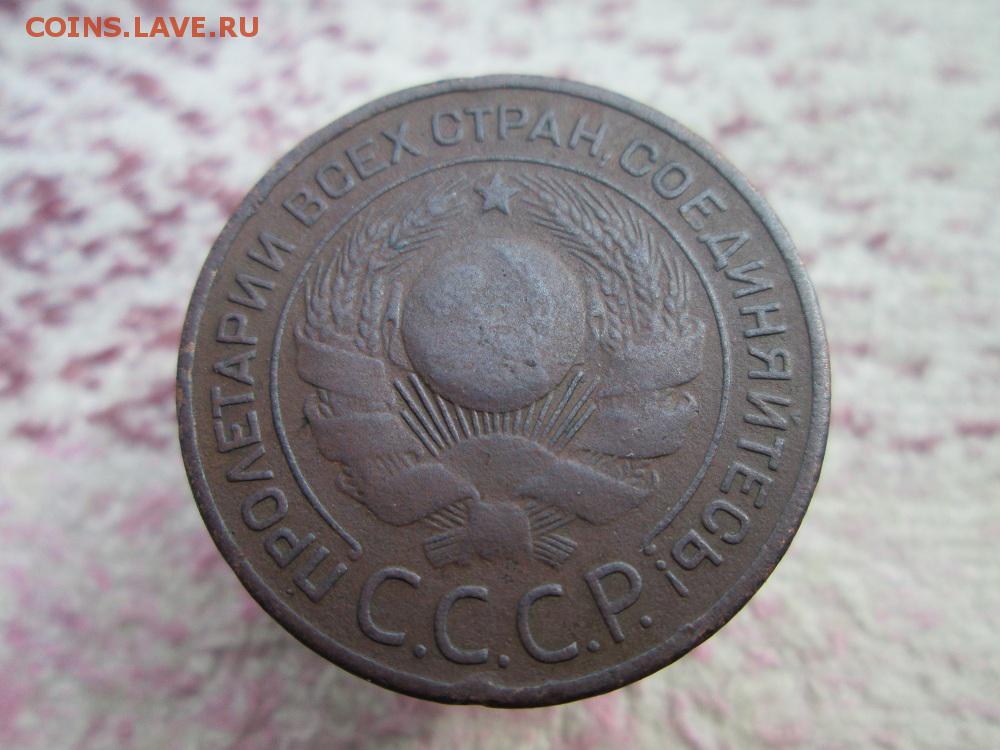 COINS.LAVE.RU
ПРОЛЕТАРИИ ВСЕХ СТРАН, СОЕДИНЯЙТЕСЬ!
С.С.С.Р.